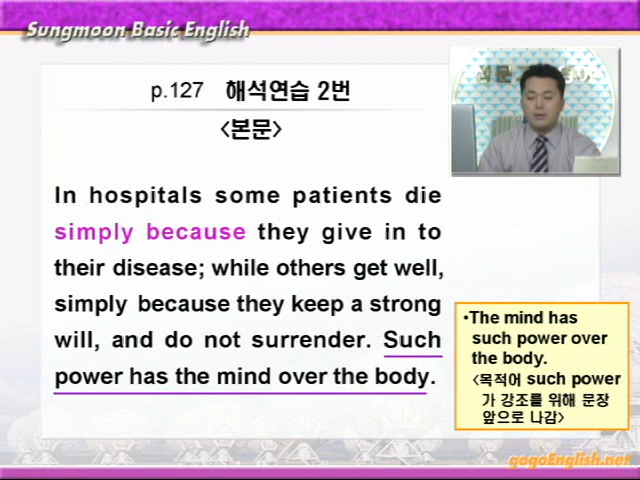 Sungmoon Basic English
p.127 해석연습 2번
<본문>
In hospitals some patients die
simply because they give in to
their disease; while others get well,
simply because they keep a strong
will, and do not surrender. Such
power has the mind over the body.
•The mind has
such power over
the body.
<목적어 such power
가 강조를 위해 문장
앞으로 나감>
gogoEnglish.net